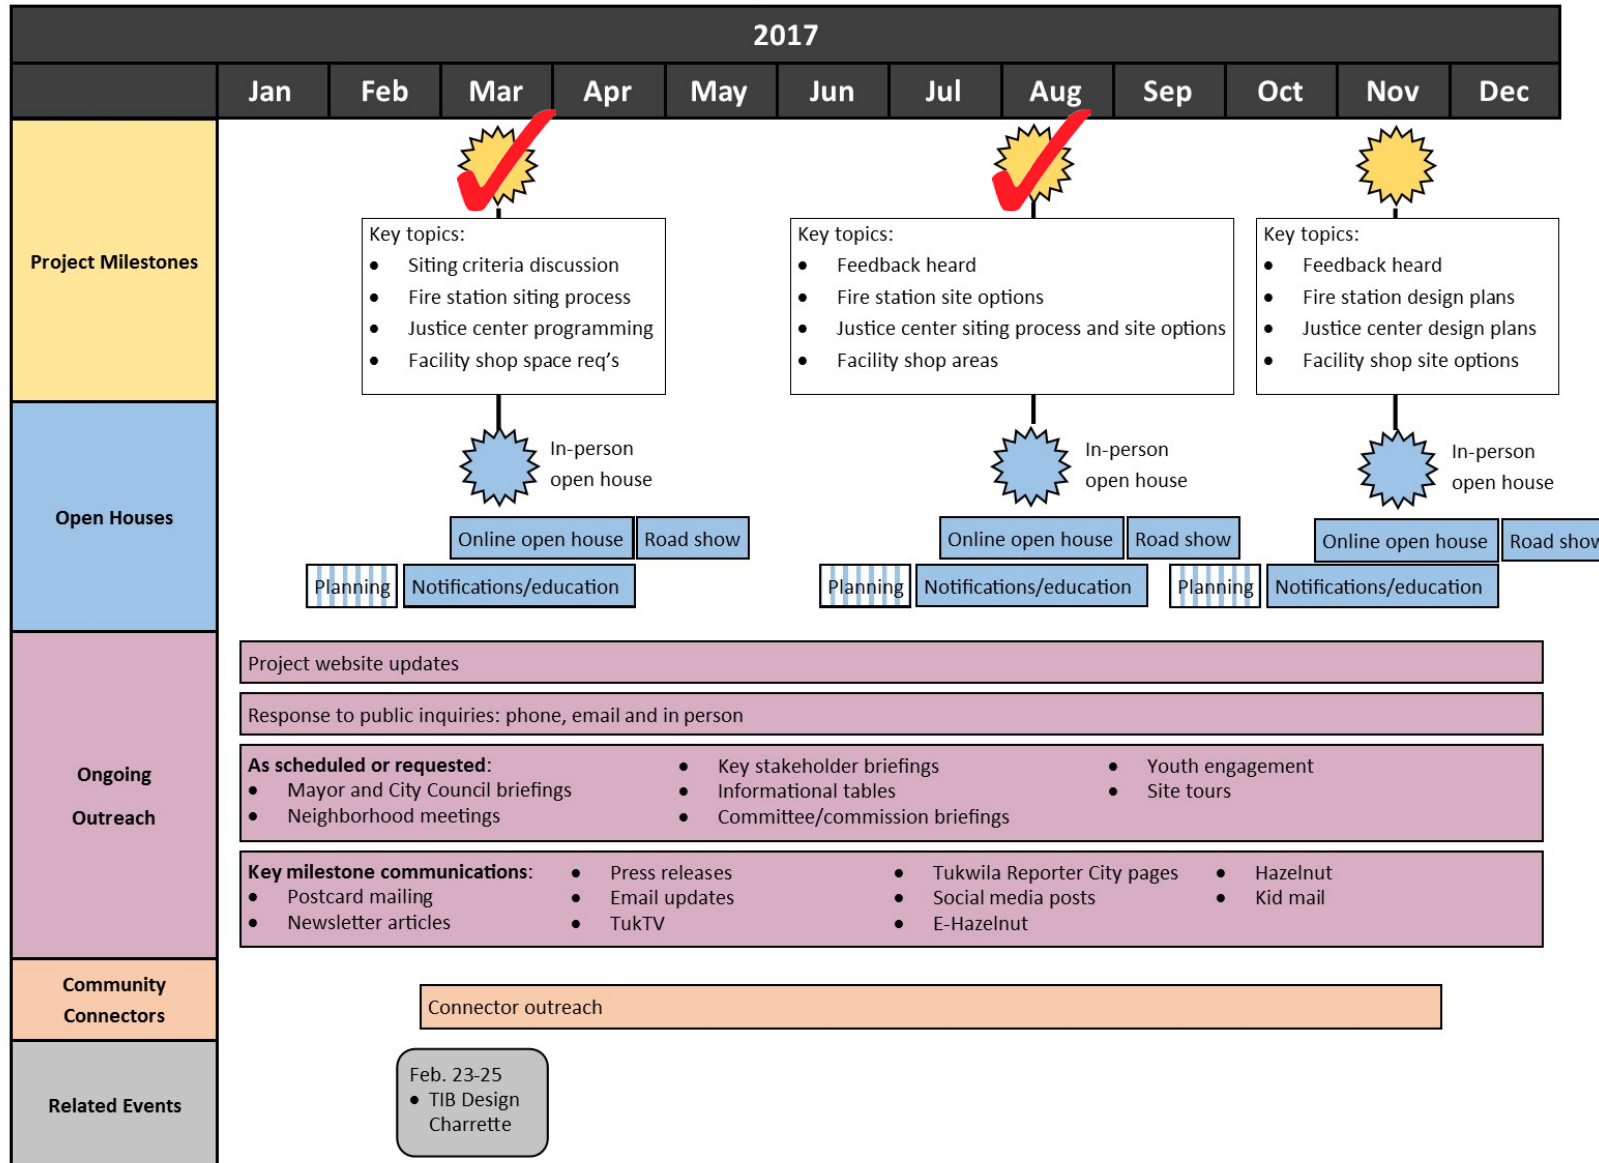 2017
Jan Feb Mar Apr May Jun Jul Aug Sep Oct Nov Dec
Project Milestones
Key topics:
• Siting criteria discussion
• Fire station siting process
• Justice center programming
• Facility shop space req's
Key topics:
• Feedback heard
• Fire station site options
• Justice center siting process and site options
• Facility shop areas
Key topics:
• Feedback heard
• Fire station design plans
• Justice center design plans
• Facility shop site options
Open Houses
In-person
open house
In-person
open house
In-person
open house
Online open house Road show
Online open house Road show
Online open house Road show
Planning Notifications/education
Planning Notifications/education
Planning Notifications/education
Ongoing
Outreach
Project website updates
Response to public inquiries: phone, email and in person
As scheduled or requested:
• Mayor and City Council briefings
• Neighborhood meetings
• Key stakeholder briefings
• Informational tables
• Committee/commission briefings
• Youth engagement
• Site tours
Key milestone communications:
• Postcard mailing
• Newsletter articles
• Press releases
• Email updates
• TukTV
• Tukwila Reporter City pages
• Social media posts
• E-Hazelnut
• Hazelnut
• Kid mail
Community
Connectors
Connector outreach
Related Events
Feb. 23-25
• TIB Design
Charrette